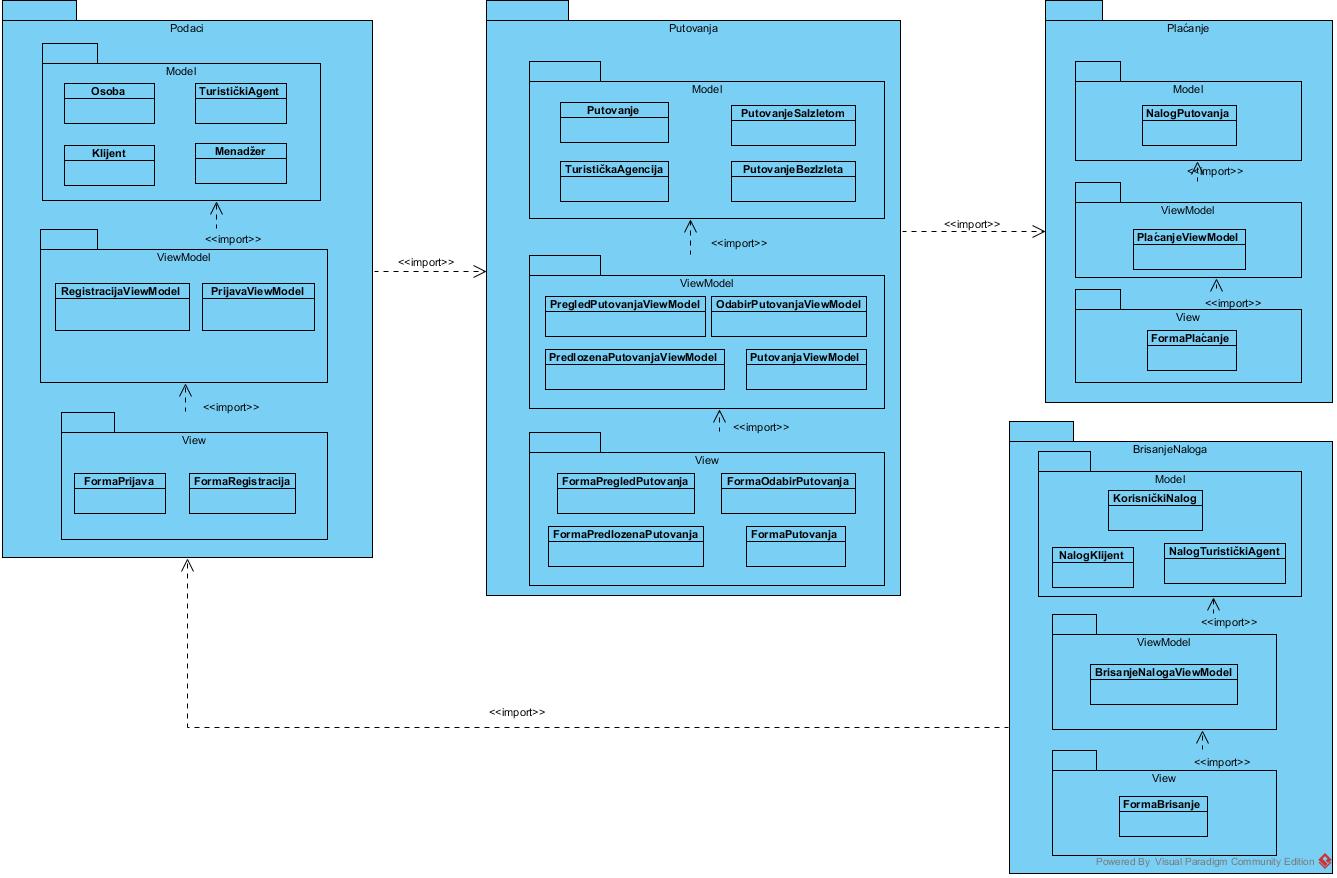 Podaci
Model
Osoba
TurističkiAgent
Klijent
Menadžer
<<import>>
ViewModel
RegistracijaViewModel
PrijavaViewModel
<<import>>
View
FormaPrijava
FormaRegistracija
<<import>>
Putovanja
Model
Putovanje
PutovanjeSaIzletom
TurističkaAgencija
PutovanjeBezIzleta
<<import>>
ViewModel
PregledPutovanjaViewModel
OdabirPutovanjaViewModel
PredlozenaPutovanjaViewModel
PutovanjaViewModel
<<import>>
View
FormaPregledPutovanja
FormaOdabirPutovanja
FormaPredlozenaPutovanja
FormaPutovanja
<<import>>
Plaćanje
Model
NalogPutovanja
<<import>>
ViewModel
PlaćanjeViewModel
<<import>>
View
FormaPlaćanje
BrisanjeNaloga
Model
KorisničkiNalog
NalogKlijent
NalogTurističkiAgent
<<import>>
ViewModel
BrisanjeNalogaViewModel
<<import>>
View
FormaBrisanje
<<import>>
Powered By Visual Paradigm Community Edition